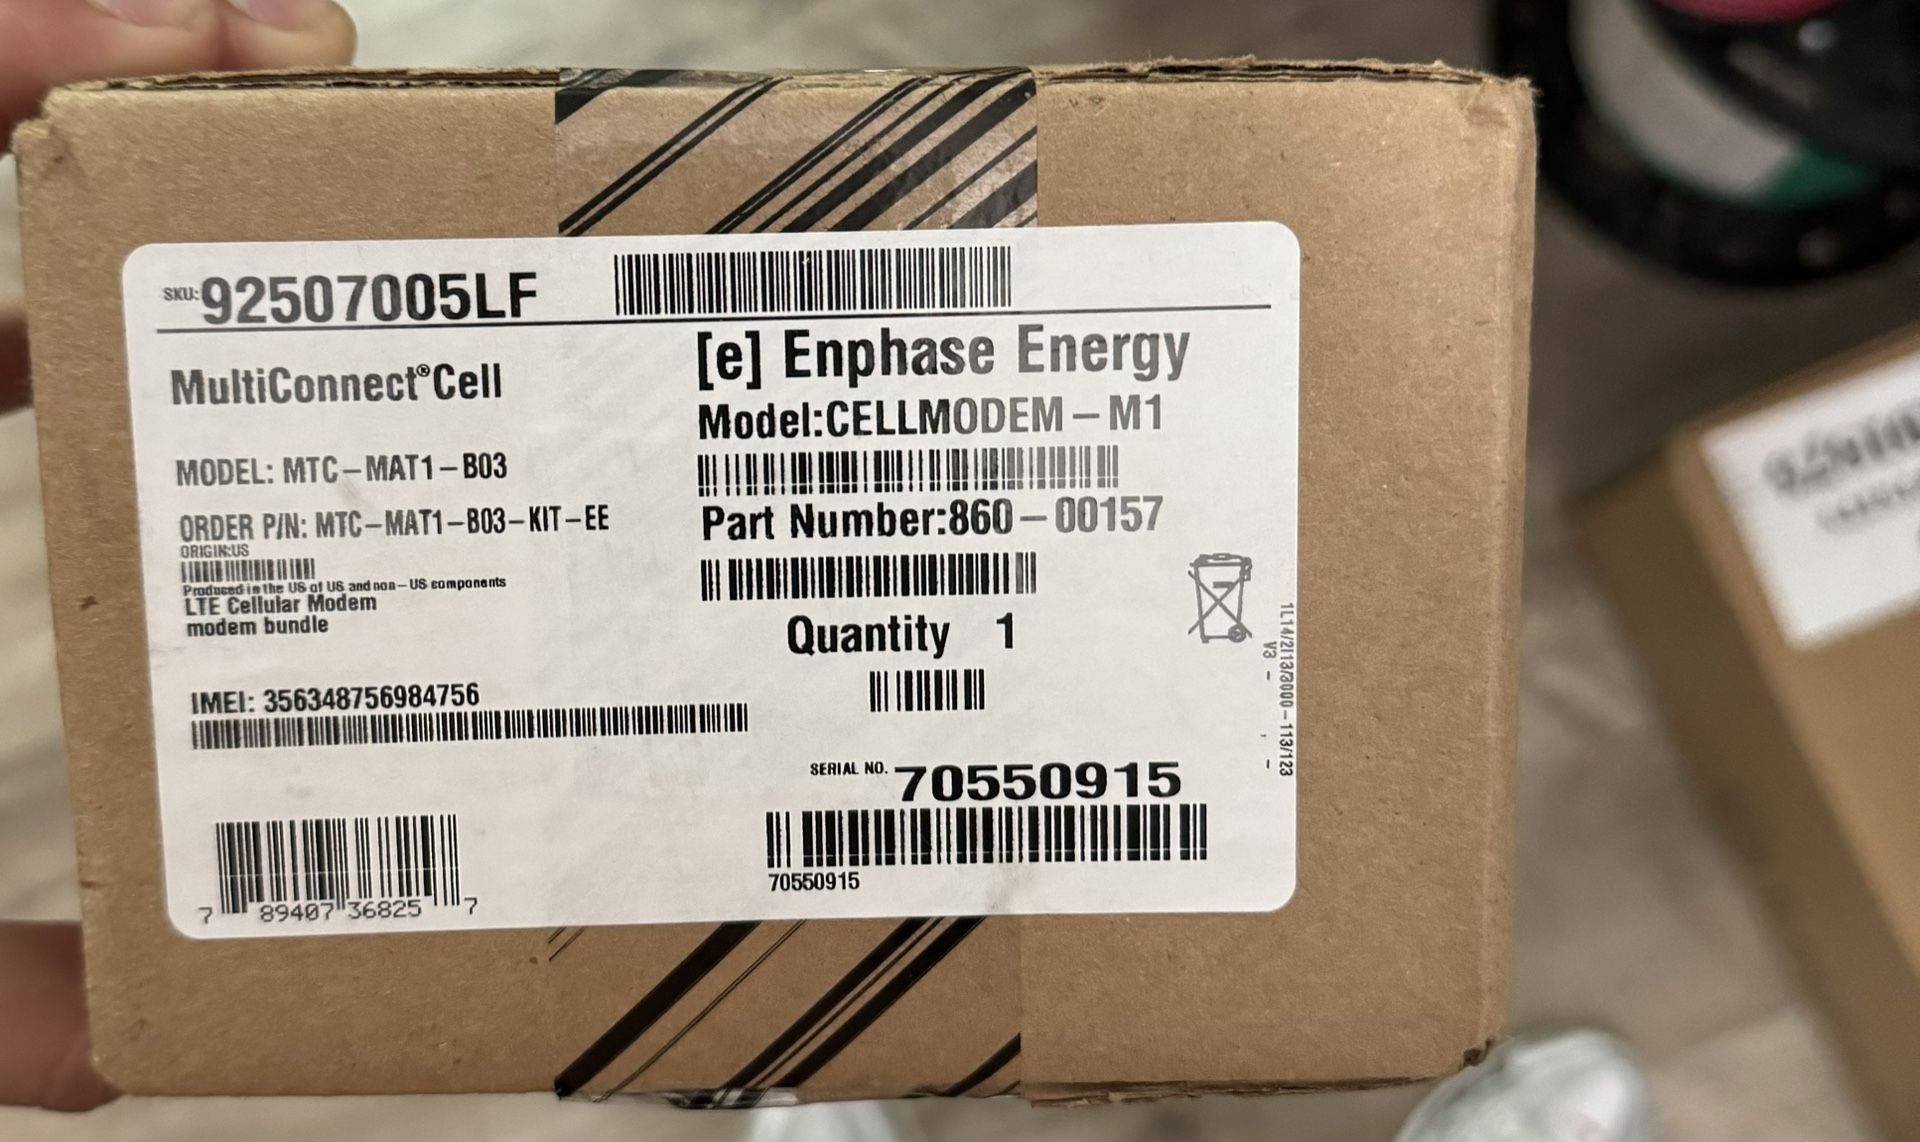 SKU: 92507005LF
MultiConnect®Cell
MODEL: MTC-MAT1-B03
ORDER P/N: MTC-MAT1-B03-KIT-EE
ORIGIN:US
Produced in the US of US and non-US components
LTE Cellular Modem
modem bundle
IMEI: 356348756984756
7 89407 36825 7
[e] Enphase Energy
Model:CELLMODEM-M1
Part Number:860-00157
Quantity 1
SERIAL NO. 70550915
70550915
V3 - , -